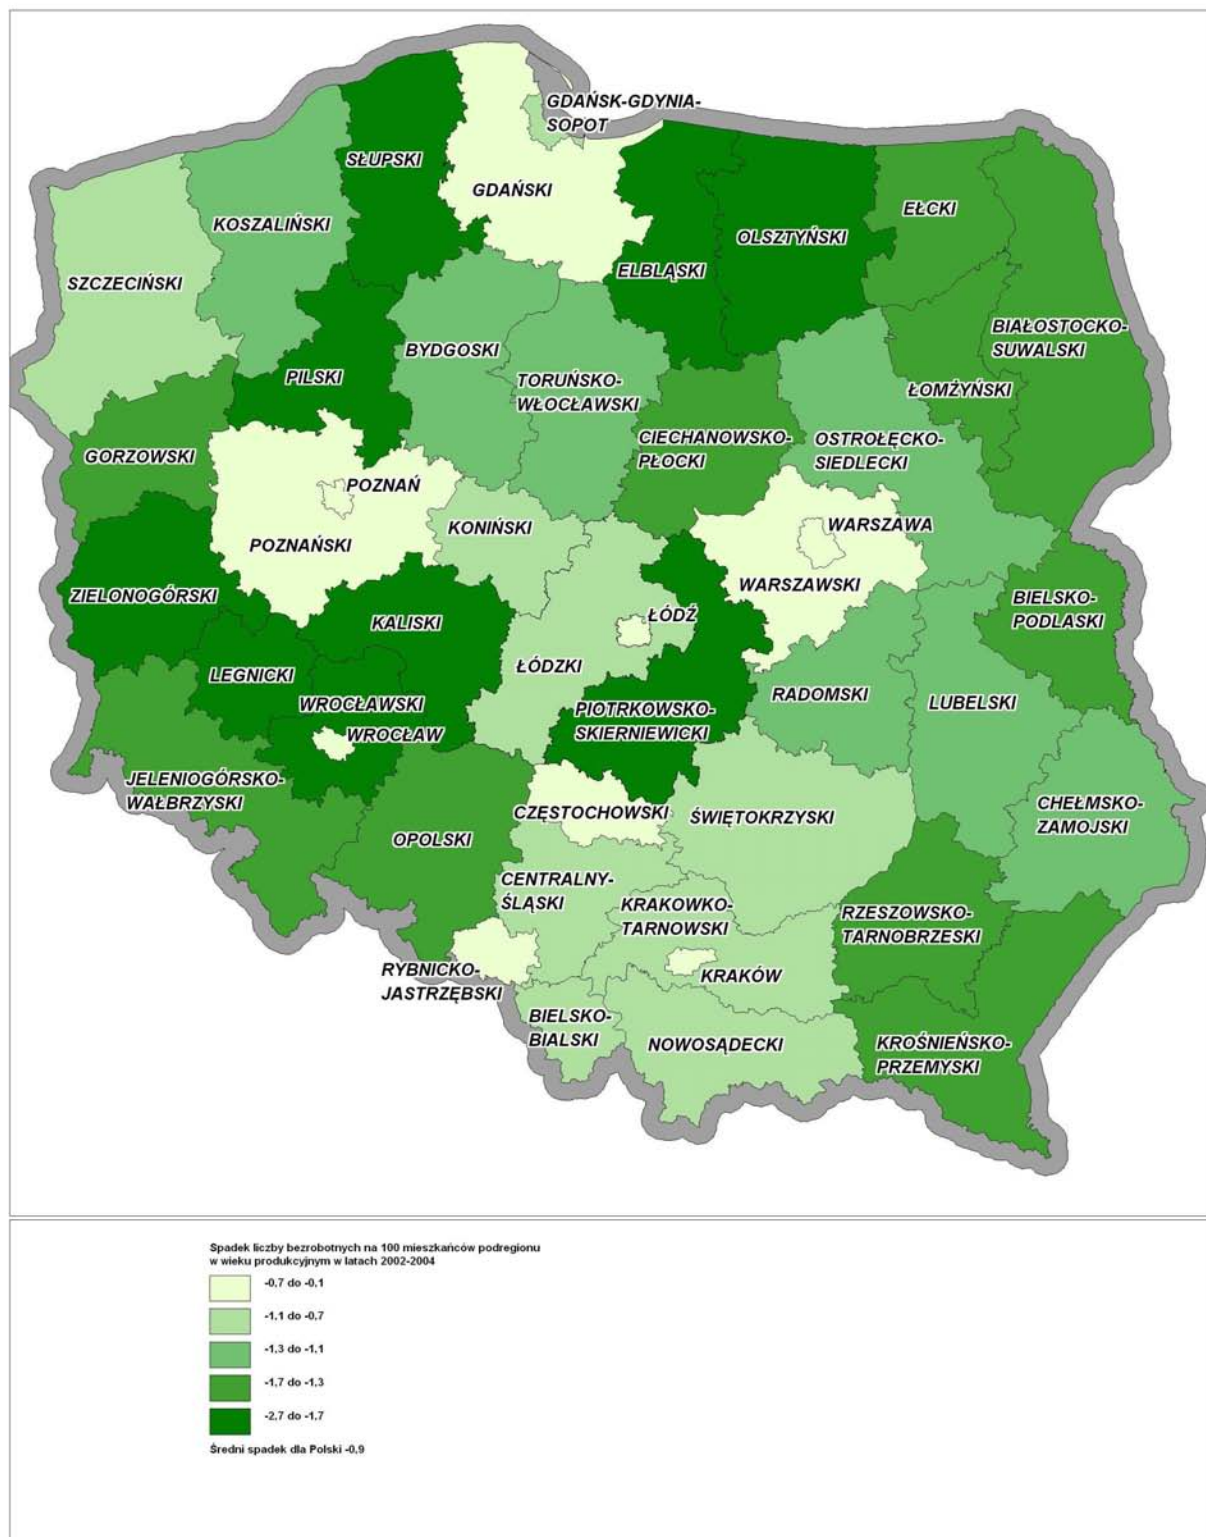 GDAŃSK-GDYNIA-
SOPOT
SŁUPSKI
GDAŃSKI
EŁCKI
KOSZALIŃSKI
OLSZTYŃSKI
ELBLĄSKI
SZCZECIŃSKI
BIAŁOSTOCKO-
SUWALSKI
BYDGOSKI
PILSKI
TORUŃSKO-
WŁOCŁAWSKI
ŁOMŻYŃSKI
CIECHANOWSKO-
PŁOCKI
OSTROŁĘCKO-
SIEDLECKI
GORZOWSKI
POZNAŃ
KONIŃSKI
WARSZAWA
POZNAŃSKI
WARSZAWSKI
ZIELONOGÓRSKI
BIELSKO-
PODLASKI
KALISKI
ŁÓDŹ
ŁÓDZKI
LEGNICKI
WROCŁAWSKI
RADOMSKI
LUBELSKI
PIOTRKOWSKO-
SKIERNIEWICKI
WROCŁAW
JELENIOGÓRSKO-
WAŁBRZYSKI
CZĘSTOCHOWSKI
ŚWIĘTOKRZYSKI
CHEŁMSKO-
ZAMOJSKI
OPOLSKI
CENTRALNY-
ŚLĄSKI
KRAKOWKO-
TARNOWSKI
RZESZOWSKO-
TARNOBRZESKI
RYBNICKO-
JASTRZĘBSKI
KRAKÓW
BIELSKO-
BIALSKI
NOWOSĄDECKI
KROŚNIEŃSKO-
PRZEMYSKI
Spadek liczby bezrobotnych na 100 mieszkańców podregionu
w wieku produkcyjnym w latach 2002-2004
-0,7 do -0,1
-1,1 do -0,7
-1,3 do -1,1
-1,7 do -1,3
-2,7 do -1,7
Średni spadek dla Polski -0,9